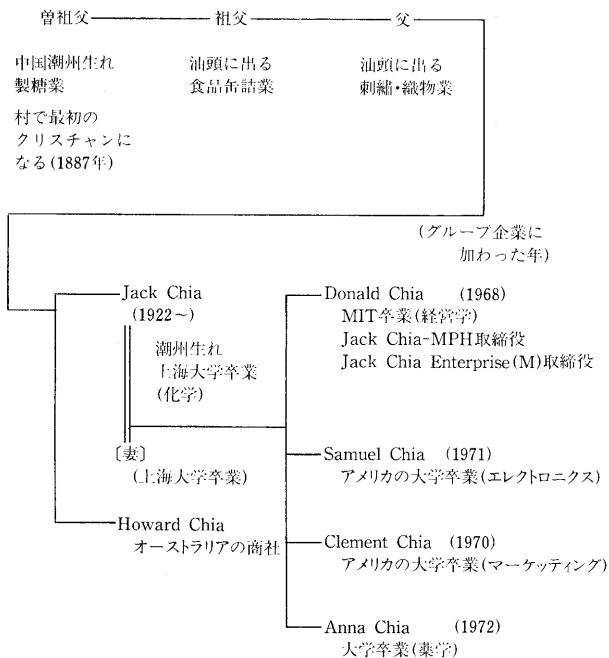 曽祖父 祖父 父
中国潮州生れ
製糖業
村で最初の
クリスチャンに
なる(1887年)
汕頭に出る
食品缶詰業
汕頭に出る
刺繡・織物業
(グループ企業に
加わった年)
Jack Chia
(1922〜)
潮州生れ
上海大学卒業
(化学)
〔妻〕
(上海大学卒業)
Howard Chia
オーストラリアの商社
Donald Chia (1968)
MIT卒業(経営学)
Jack Chia-MPH取締役
Jack Chia Enterprise(M)取締役
Samuel Chia (1971)
アメリカの大学卒業(エレクトロニクス)
Clement Chia (1970)
アメリカの大学卒業(マーケッティング)
Anna Chia (1972)
大学卒業(薬学)